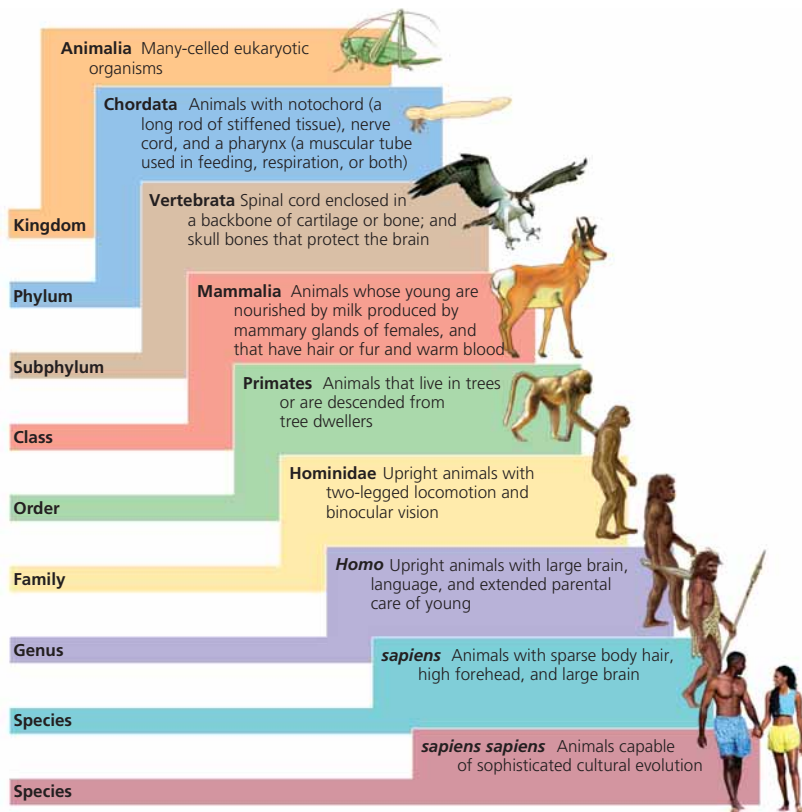 Animalia Many-celled eukaryotic
organisms
Kingdom
Chordata Animals with notochord (a
long rod of stiffened tissue), nerve
cord, and a pharynx (a muscular tube
used in feeding, respiration, or both)
Phylum
Vertebrata Spinal cord enclosed in
a backbone of cartilage or bone; and
skull bones that protect the brain
Subphylum
Mammalia Animals whose young are
nourished by milk produced by
mammary glands of females, and
that have hair or fur and warm blood
Class
Primates Animals that live in trees
or are descended from
tree dwellers
Order
Hominidae Upright animals with
two-legged locomotion and
binocular vision
Family
Homo Upright animals with large brain,
language, and extended parental
care of young
Genus
sapiens Animals with sparse body hair,
high forehead, and large brain
Species
sapiens sapiens Animals capable
of sophisticated cultural evolution
Species